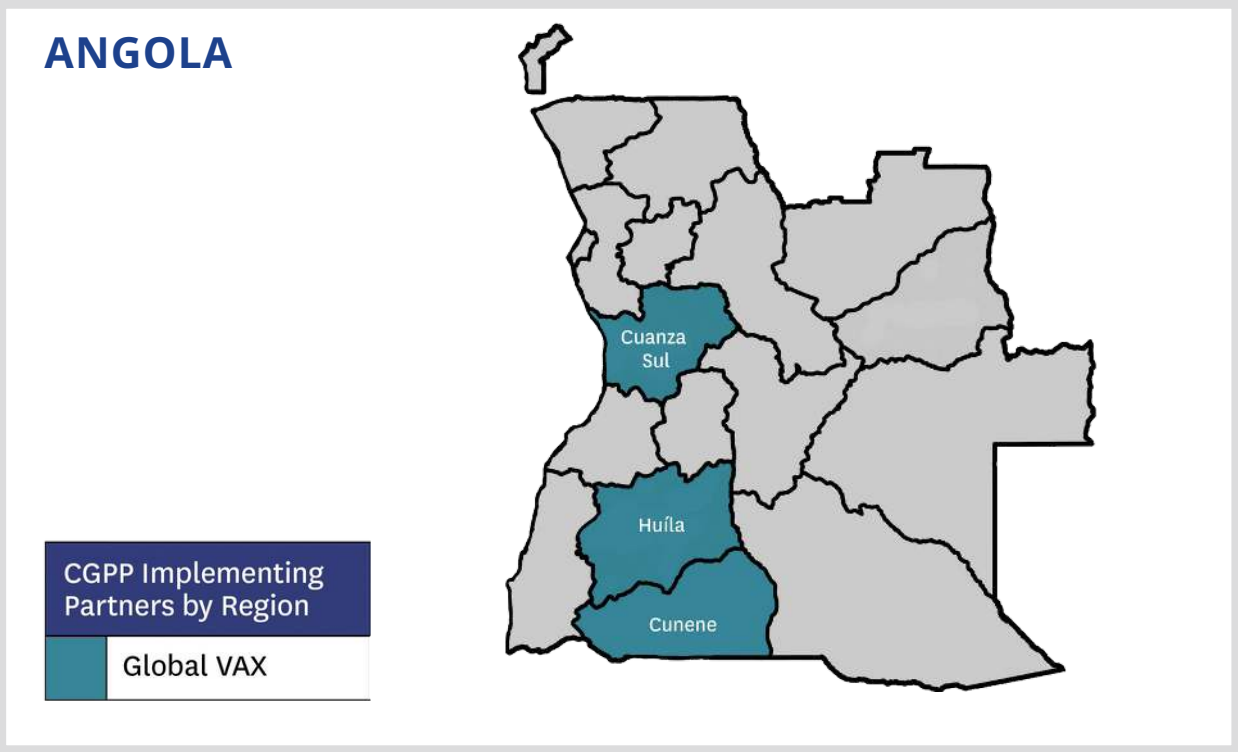 ANGOLA
Cuanza
Sul
Huíla
Cunene
CGPP Implementing
Partners by Region
Global VAX